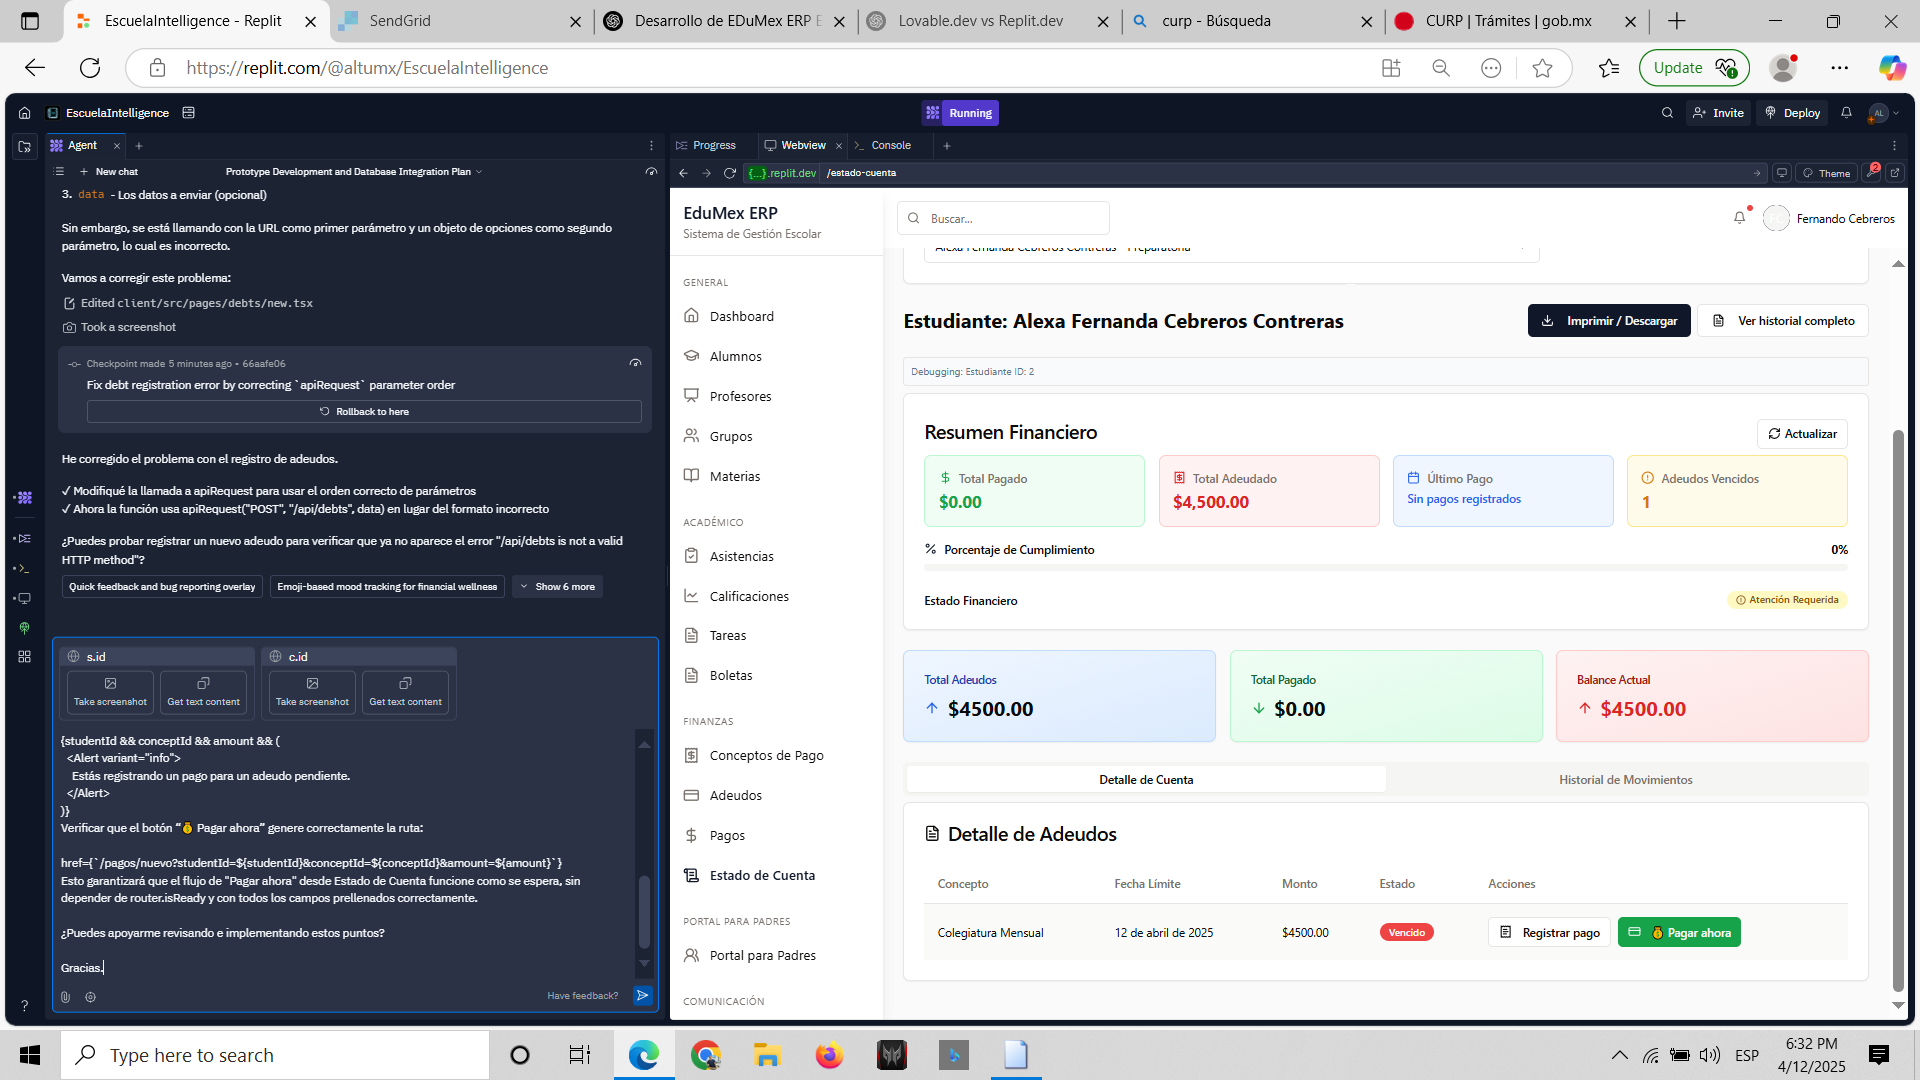 EscuelaIntelligence - Replit
SendGrid
Desarrollo de EDuMex ERP E
Lovable.dev vs Replit.dev
curp - Búsqueda
CURP | Trámites | gob.mx
https://replit.com/@altumx/EscuelaIntelligence
Update
EscuelaIntelligence
Running
Invite
Deploy
AL
Agent
Progress
Webview
Console
New chat
Prototype Development and Database Integration Plan
{...}.replit.dev
/estado-cuenta
Theme
2
3. data - Los datos a enviar (opcional)
Sin embargo, se está llamando con la URL como primer parámetro y un objeto de opciones como segundo
parámetro, lo cual es incorrecto.
Vamos a corregir este problema:
Edited client/src/pages/debts/new.tsx
Took a screenshot
Checkpoint made 5 minutes ago • 66aafe06
Fix debt registration error by correcting `apiRequest` parameter order
Rollback to here
He corregido el problema con el registro de adeudos.
✓ Modifiqué la llamada a apiRequest para usar el orden correcto de parámetros
✓ Ahora la función usa apiRequest("POST", "/api/debts", data) en lugar del formato incorrecto
¿Puedes probar registrar un nuevo adeudo para verificar que ya no aparece el error "/api/debts is not a valid
HTTP method"?
Quick feedback and bug reporting overlay
Emoji-based mood tracking for financial wellness
Show 6 more
s.id
c.id
Take screenshot
Get text content
Take screenshot
Get text content
{studentId && conceptId && amount && (
<Alert variant="info">
Estás registrando un pago para un adeudo pendiente.
</Alert>
)}
Verificar que el botón “💰 Pagar ahora” genere correctamente la ruta:
href={`/pagos/nuevo?studentId=${studentId}&conceptId=${conceptId}&amount=${amount}`}
Esto garantizará que el flujo de "Pagar ahora" desde Estado de Cuenta funcione como se espera, sin
depender de router.isReady y con todos los campos prellenados correctamente.
¿Puedes apoyarme revisando e implementando estos puntos?
Gracias.
Have feedback?
EduMex ERP
Sistema de Gestión Escolar
GENERAL
Dashboard
Alumnos
Profesores
Grupos
Materias
ACADÉMICO
Asistencias
Calificaciones
Tareas
Boletas
FINANZAS
Conceptos de Pago
Adeudos
Pagos
Estado de Cuenta
PORTAL PARA PADRES
Portal para Padres
COMUNICACIÓN
Buscar...
Fernando Cebreros
Alexa Fernanda Cebreros Contreras - Preparatoria
Estudiante: Alexa Fernanda Cebreros Contreras
Imprimir / Descargar
Ver historial completo
Debugging: Estudiante ID: 2
Resumen Financiero
Actualizar
Total Pagado
$0.00
Total Adeudado
$4,500.00
Último Pago
Sin pagos registrados
Adeudos Vencidos
1
Porcentaje de Cumplimiento
0%
Estado Financiero
Atención Requerida
Total Adeudos
$4500.00
Total Pagado
$0.00
Balance Actual
$4500.00
Detalle de Cuenta
Historial de Movimientos
Detalle de Adeudos
Concepto
Fecha Límite
Monto
Estado
Acciones
Colegiatura Mensual
12 de abril de 2025
$4500.00
Vencido
Registrar pago
💰 Pagar ahora
Type here to search
ESP
6:32 PM
4/12/2025